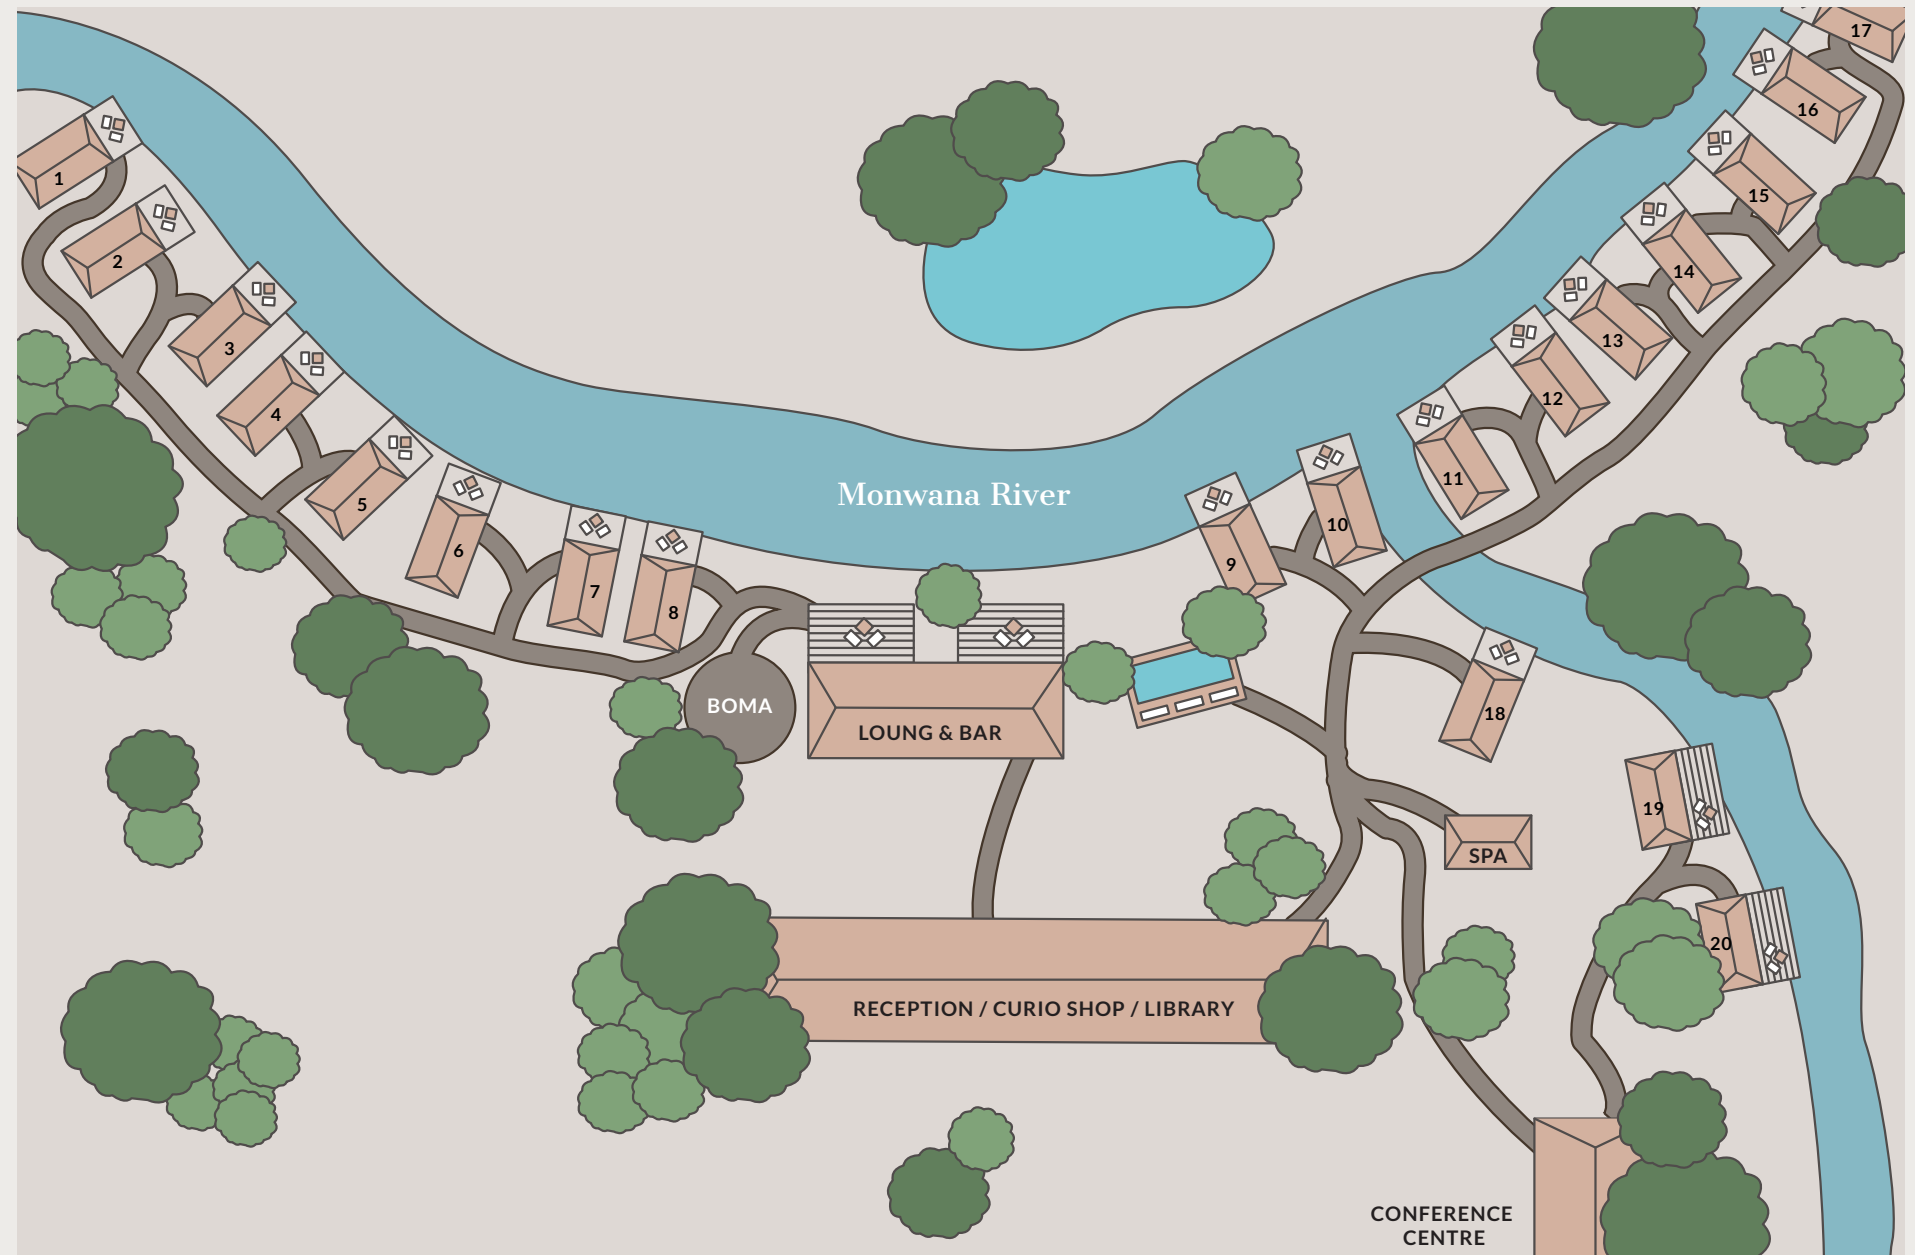 17
16
1
15
2
14
3
13
4
12
11
Monwana River
5
10
6
9
7
8
BOMA
18
LOUNG & BAR
19
SPA
20
RECEPTION / CURIO SHOP / LIBRARY
CONFERENCE
CENTRE